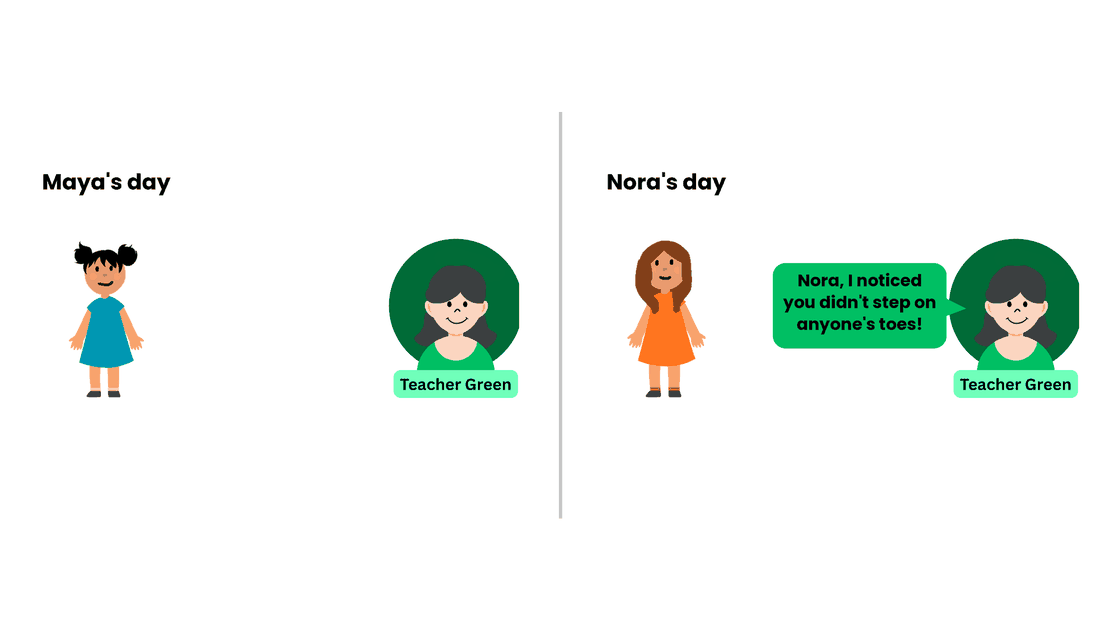 Maya's day
Teacher Green
Nora's day
Nora, I noticed
you didn't step on
anyone's toes!
Teacher Green